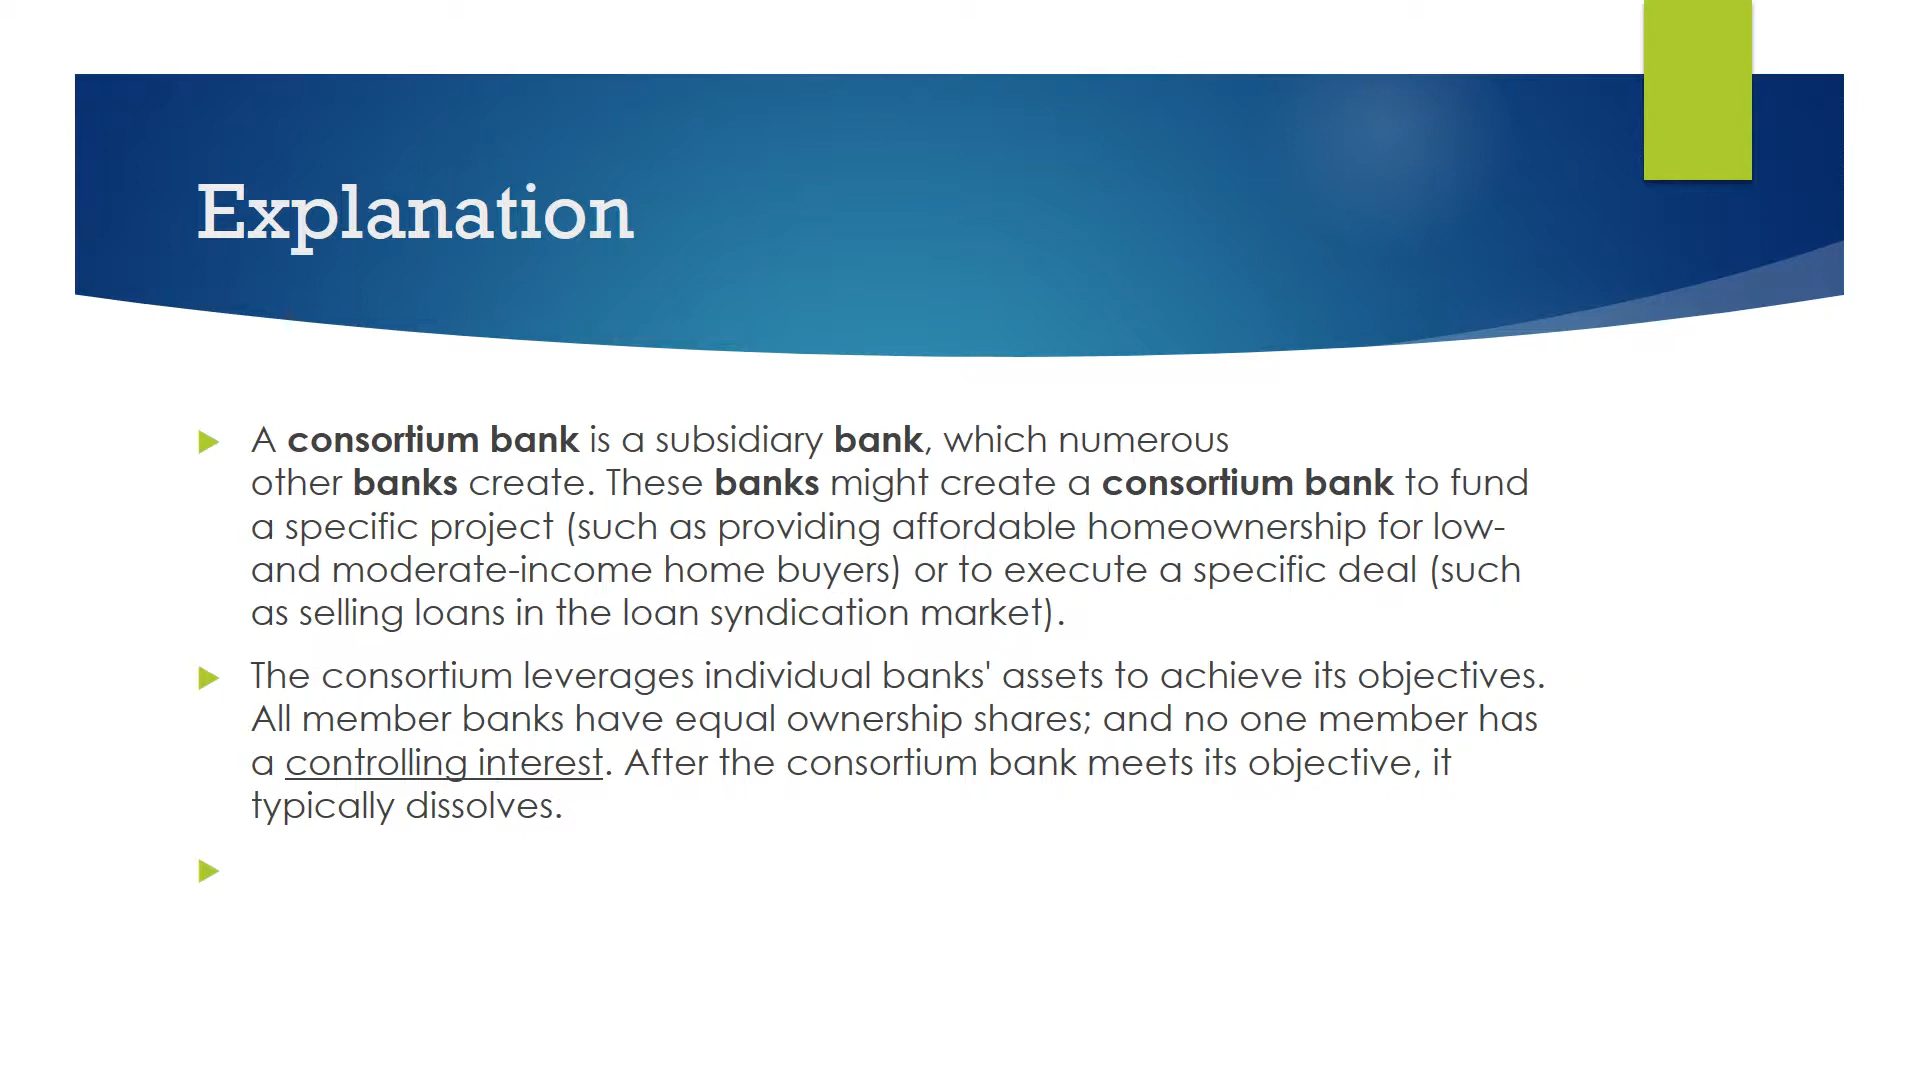 Explanation
A consortium bank is a subsidiary bank, which numerous
other banks create. These banks might create a consortium bank to fund
a specific project (such as providing affordable homeownership for low-
and moderate-income home buyers) or to execute a specific deal (such
as selling loans in the loan syndication market).
The consortium leverages individual banks' assets to achieve its objectives.
All member banks have equal ownership shares; and no one member has
a controlling interest. After the consortium bank meets its objective, it
typically dissolves.